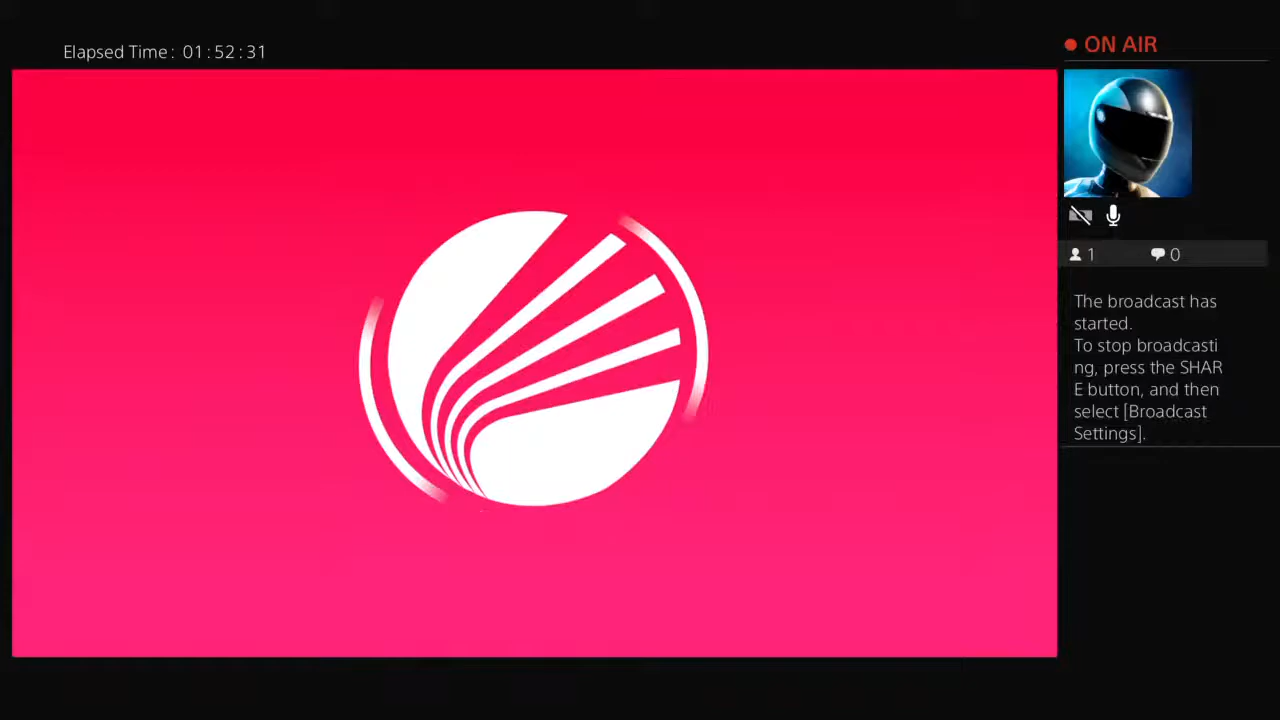 Elapsed Time: 01:52:31
ON AIR
1 0
The broadcast has
started.
To stop broadcasti
ng, press the SHAR
E button, and then
select [Broadcast
Settings].